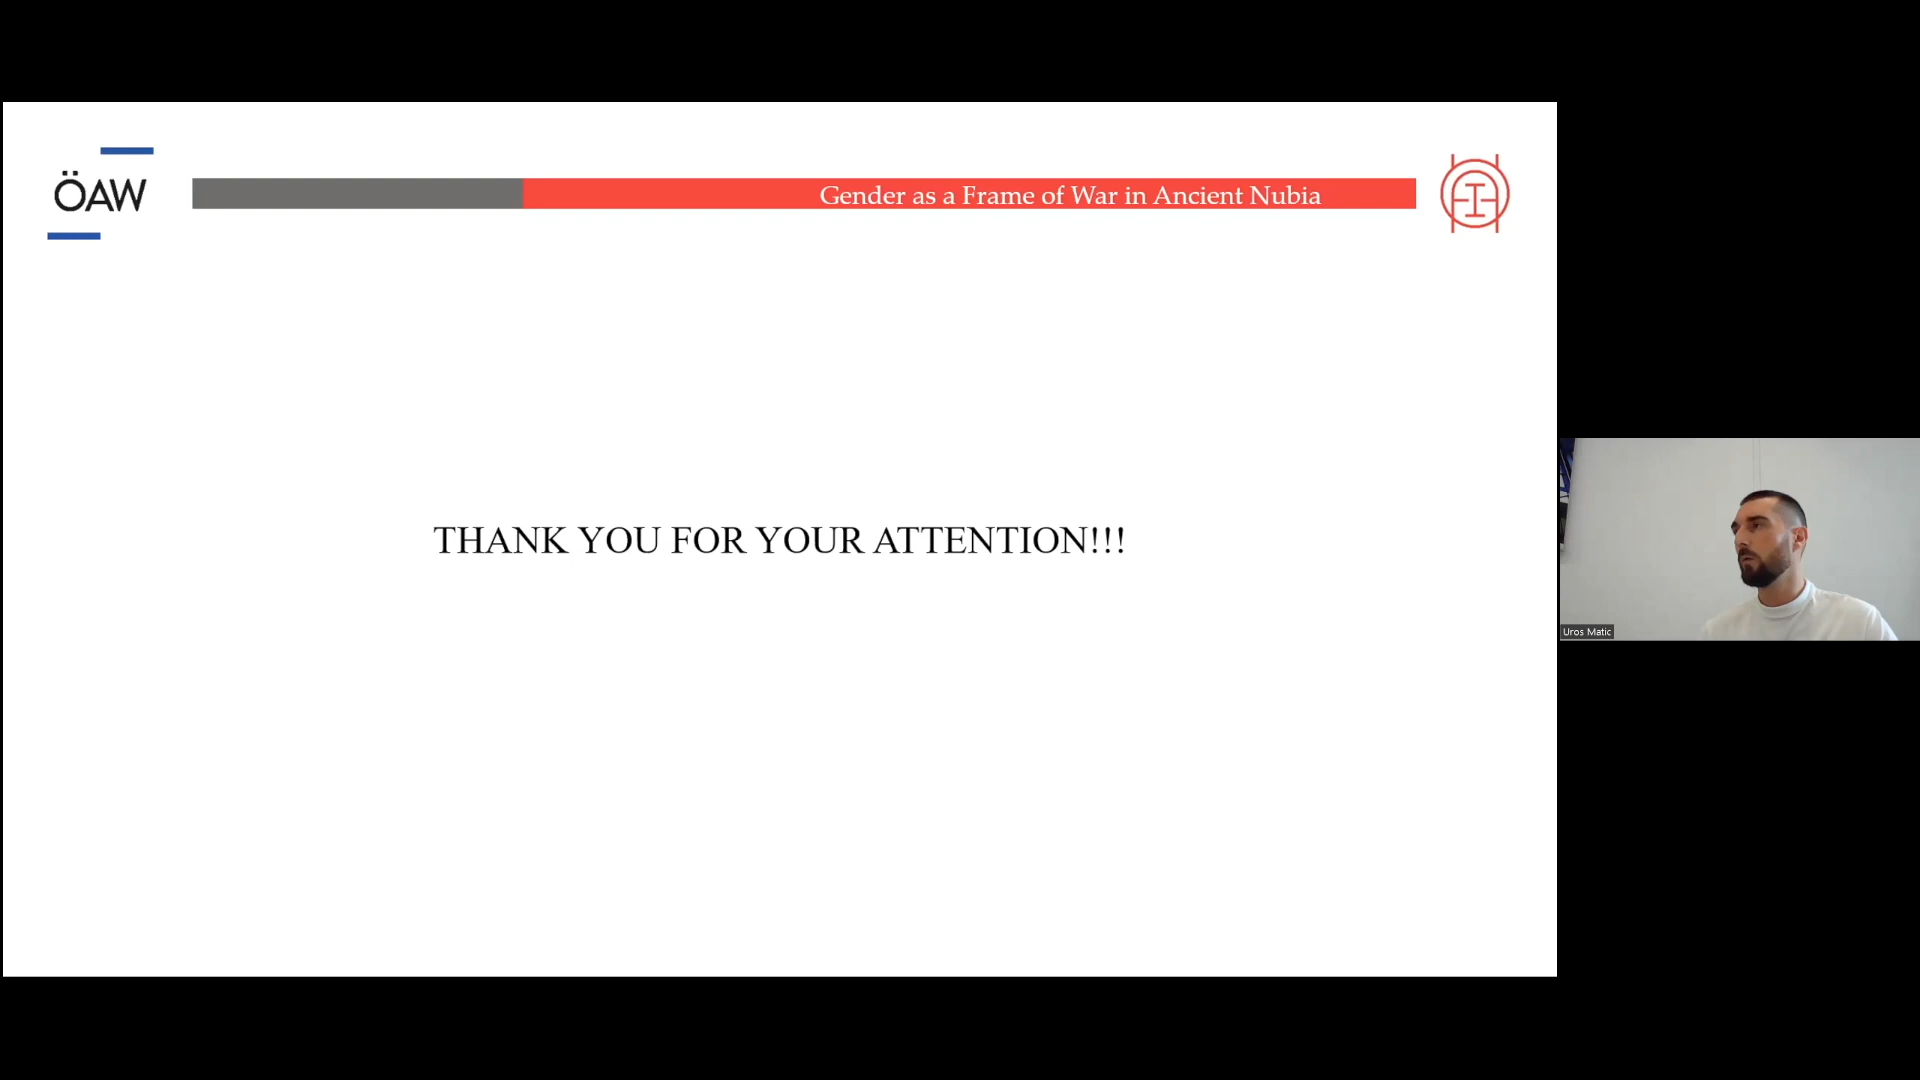 ÖAW
Gender as a Frame of War in Ancient Nubia
THANK YOU FOR YOUR ATTENTION!!!
Uros Matic